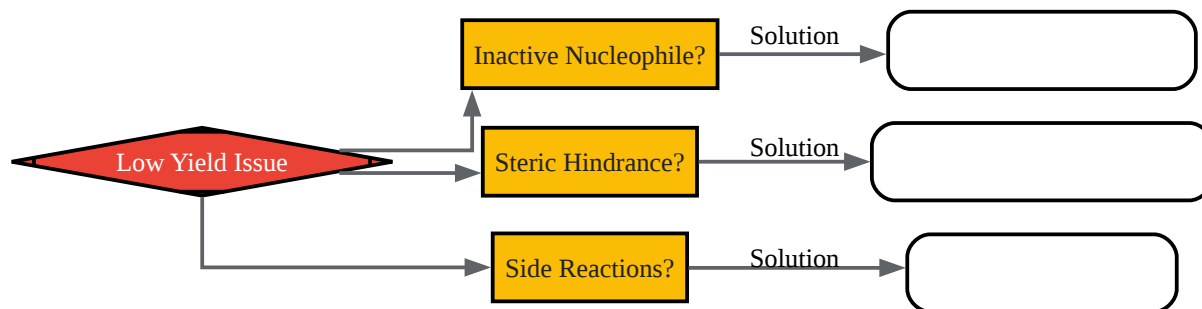 Inactive Nucleophile?
Solution
Low Yield Issue
Steric Hindrance?
Solution
Side Reactions?
Solution